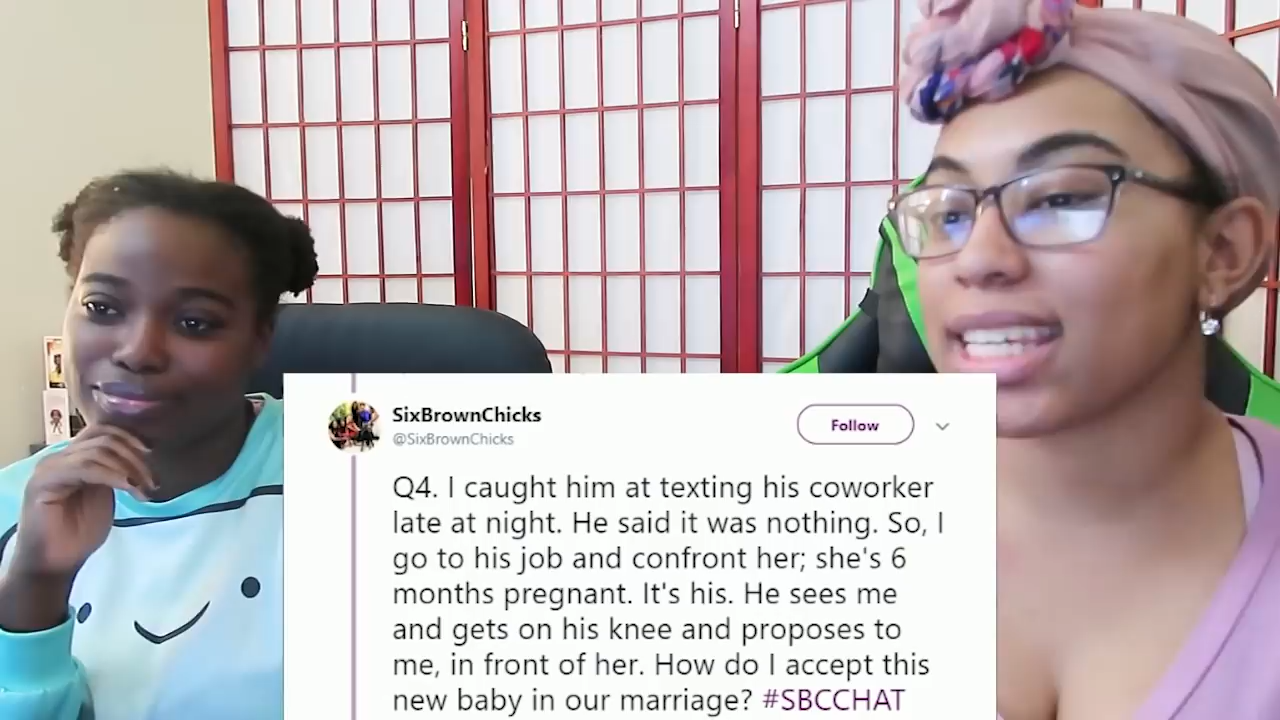 SixBrownChicks
@SixBrownChicks
Follow
Q4. I caught him at texting his coworker
late at night. He said it was nothing. So, I
go to his job and confront her; she's 6
months pregnant. It's his. He sees me
and gets on his knee and proposes to
me, in front of her. How do I accept this
new baby in our marriage? #SBCCHAT